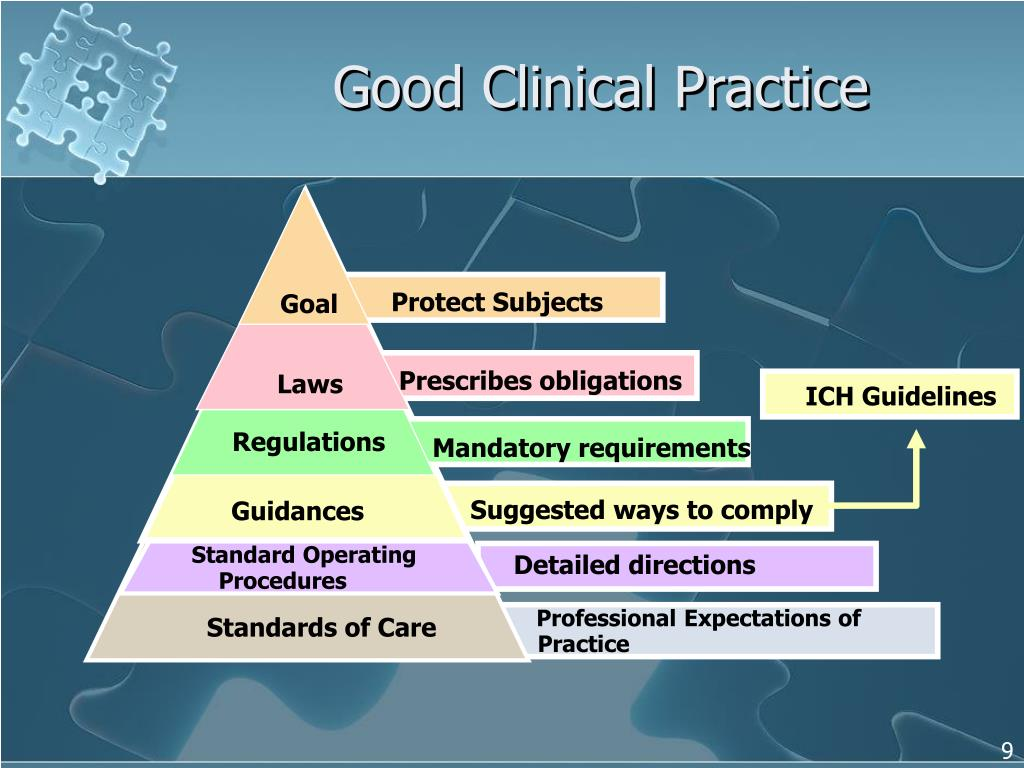 Good Clinical Practice
Goal
Protect Subjects
Laws
Prescribes obligations
ICH Guidelines
Regulations
Mandatory requirements
Guidances
Suggested ways to comply
Standard Operating
Procedures
Detailed directions
Standards of Care
Professional Expectations of
Practice
9